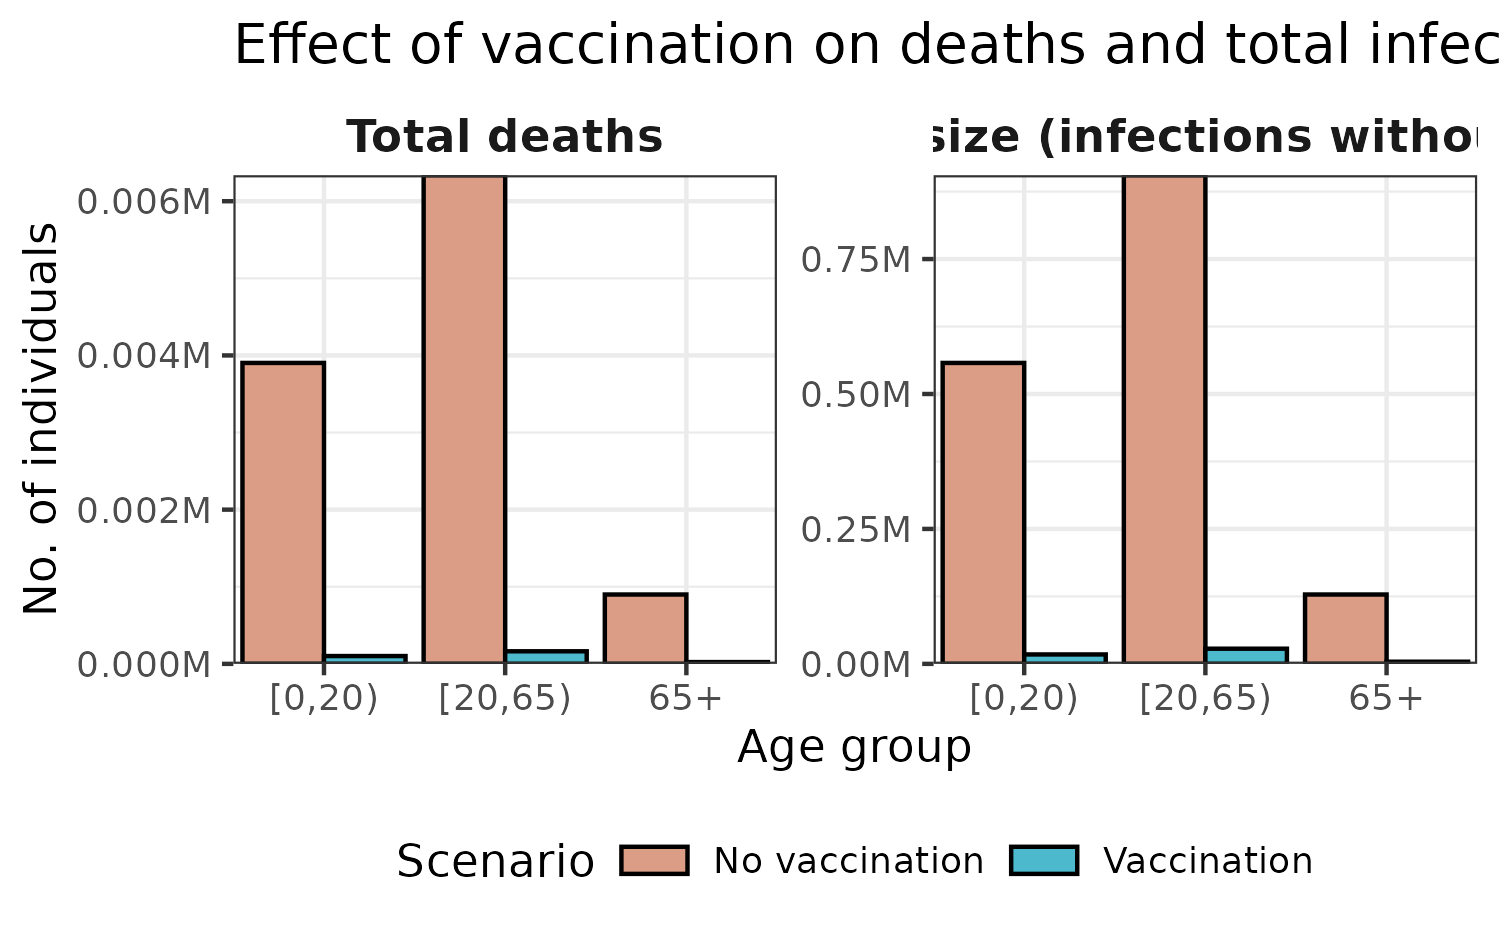 Effect of vaccination on deaths and total infec
Total deaths
size (infections withou
No. of individuals
0.006M
0.004M
0.002M
0.000M
0.75M
0.50M
0.25M
0.00M
[0,20) [20,65) 65+
[0,20) [20,65) 65+
Age group
Scenario No vaccination Vaccination